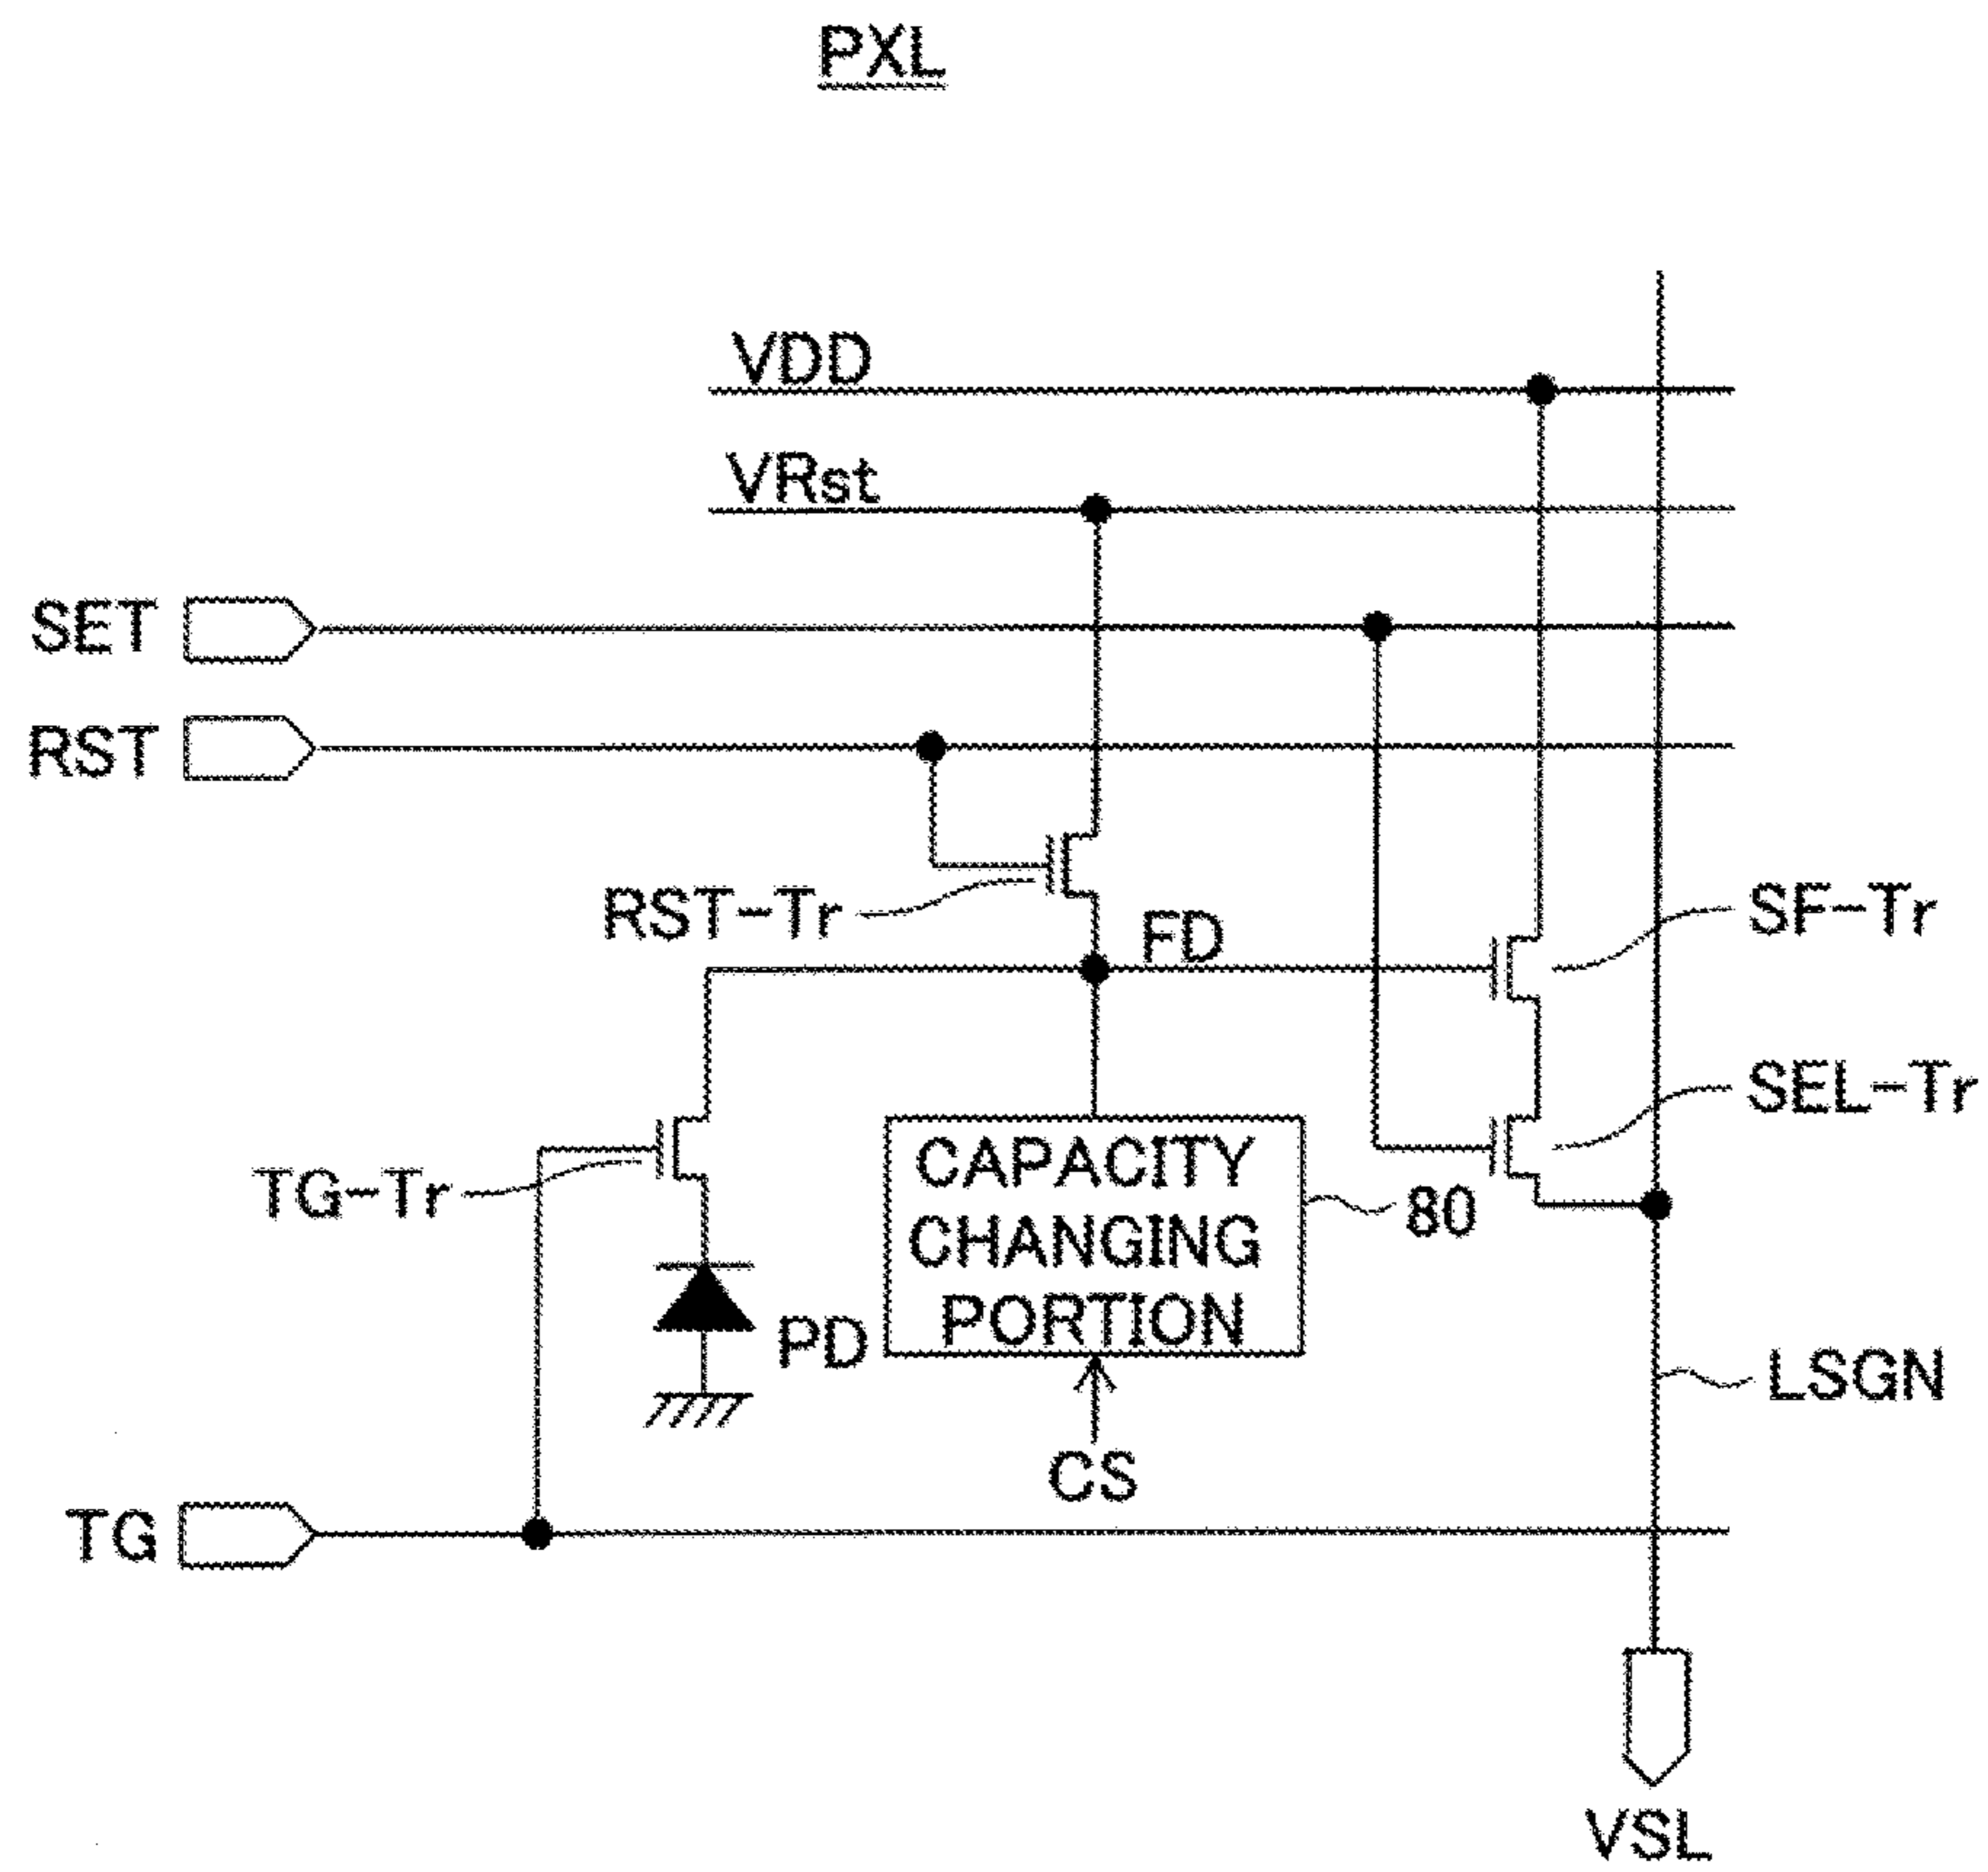 PXL
VDD
VRst
SET
RST
RST-Tr
FD
SF-Tr
SEL-Tr
TG-Tr
CAPACITY
CHANGING
PORTION
80
PD
LSGN
CS
TG
VSL